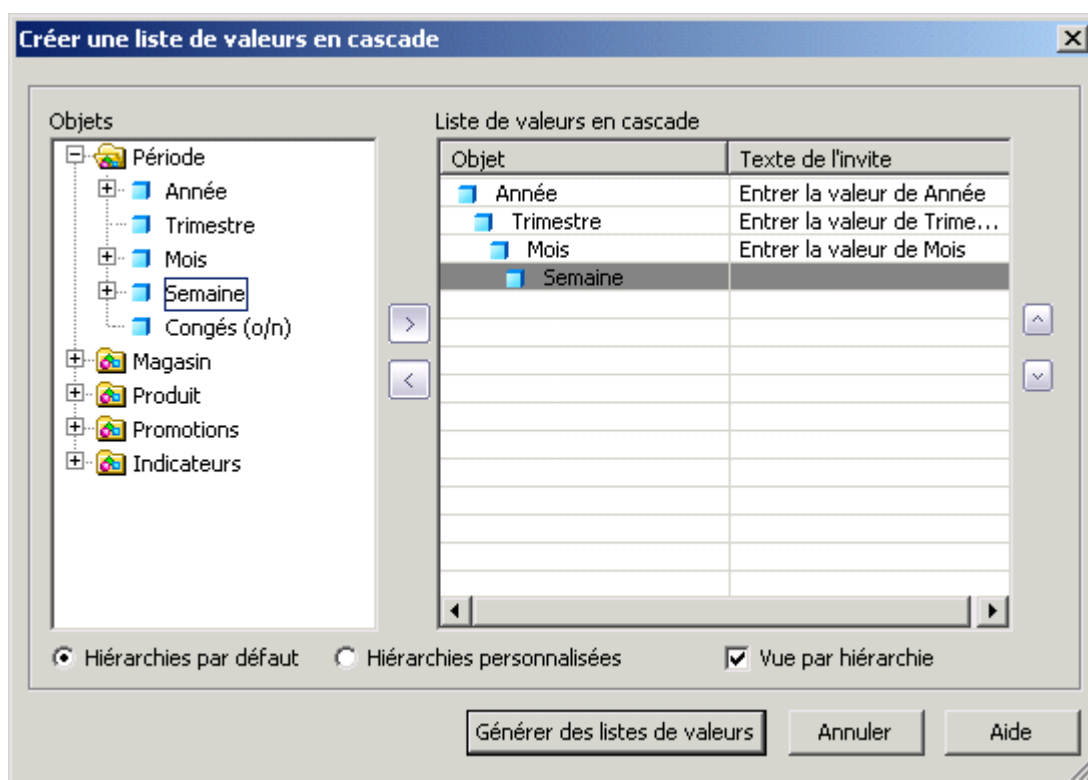 Créer une liste de valeurs en cascade
Objets
Période
Année
Trimestre
Mois
Semaine
Congés (o/n)
Magasin
Produit
Promotions
Indicateurs
Liste de valeurs en cascade
Objet Texte de l'invite
Année Entrer la valeur de Année
Trimestre Entrer la valeur de Trime...
Mois Entrer la valeur de Mois
Semaine
>
<
Hiérarchies par défaut Hiérarchies personnalisées Vue par hiérarchie
Générer des listes de valeurs Annuler Aide